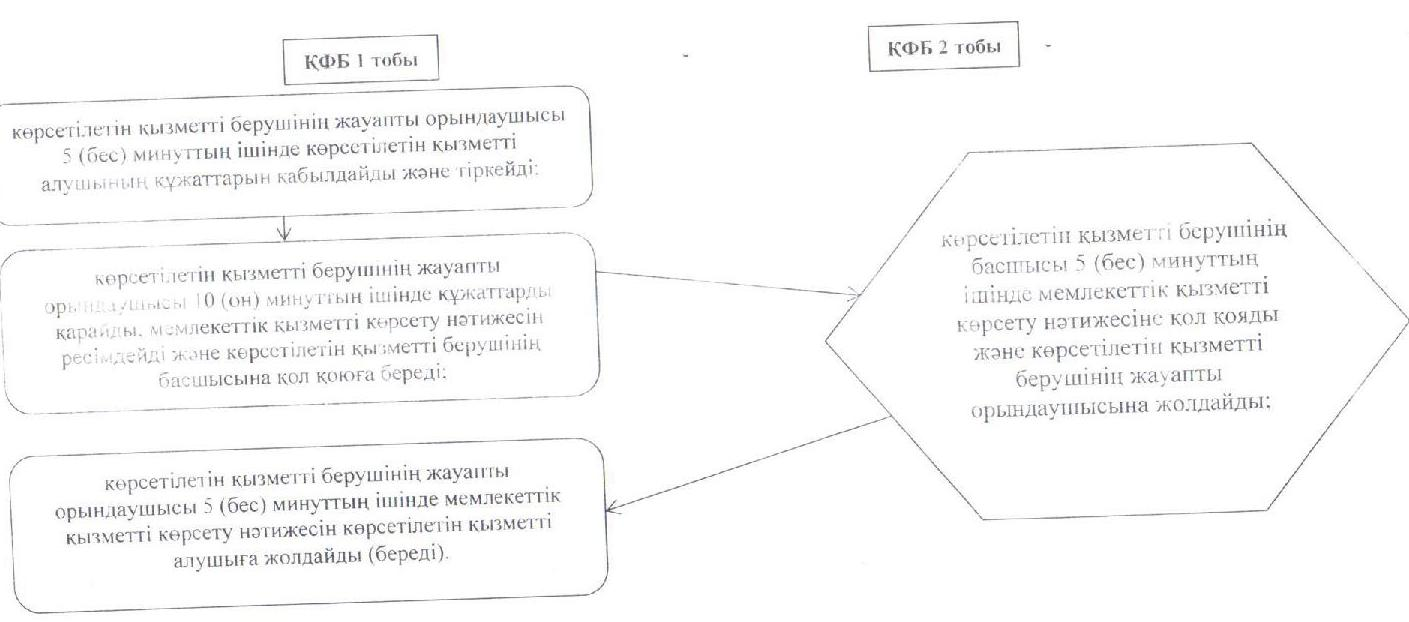 ҚФБ 1 тобы
көрсетілетін қызметті берушінің жауапты орындаушысы
5 (бес) минуттың ішінде көрсетілетін қызметті
алушының құжаттарын қабылдайды және тіркейді;
көрсетілетін қызметті берушінің жауапты
орындаушысы 10 (он) минуттың ішінде құжаттарды
қарайды, мемлекеттік қызметті көрсету нәтижесін
ресімдейді және көрсетілетін қызметті берушінің
басшысына қол қоюға береді;
көрсетілетін қызметті берушінің жауапты
орындаушысы 5 (бес) минуттың ішінде мемлекеттік
қызметті көрсету нәтижесін көрсетілетін қызметті
алушыға жолдайды (береді).
ҚФБ 2 тобы
көрсетілетін қызметті берушінің
басшысы 5 (бес) минуттың
ішінде мемлекеттік қызметті
көрсету нәтижесіне қол қояды
және көрсетілетін қызметті
берушінің жауапты
орындаушысына жолдайды;